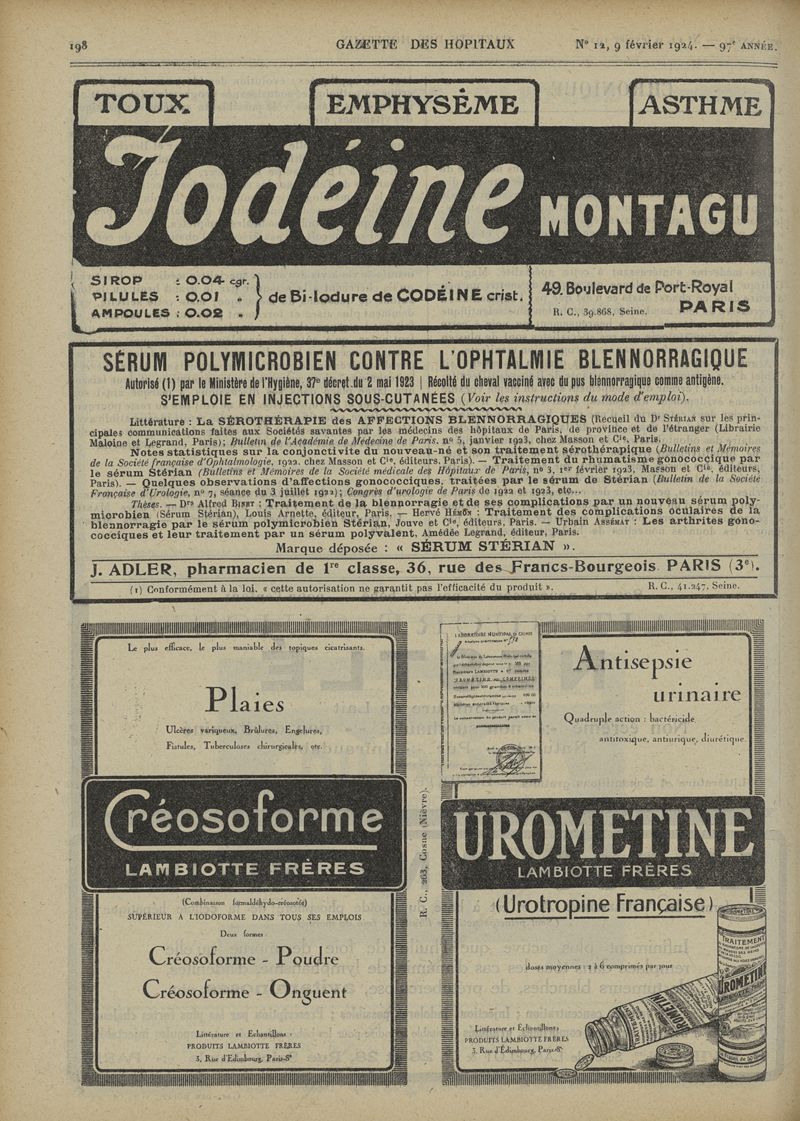 198 GAZETTE DES HOPITAUX N° 12, 9 février 1924. — 97e ANNÉE.
TOUX EMPHYSÈME ASTHME
Iodéine MONTAGU
SIROP : 0.04 cgr.
PILULES : 0.01 "
AMPOULES : 0.02 "
de Bi-Iodure de CODÉINE crist.
49, Boulevard de Port-Royal
R. C., 39.868, Seine. PARIS
SÉRUM POLYMICROBIEN CONTRE L'OPHTALMIE BLENNORRAGIQUE
Autorisé (1) par le Ministère de l'Hygiène, 37e décret du 2 mai 1923 | Récolté du cheval vacciné avec du pus blennorragique comme antigène.
S'EMPLOIE EN INJECTIONS SOUS-CUTANÉES (Voir les instructions du mode d'emploi).
Littérature : La SÉROTHÉRAPIE des AFFECTIONS BLENNORRAGIQUES (Recueil du Dr STÉRIAN sur les prin-
cipales communications faites aux Sociétés savantes par les médecins des hôpitaux de Paris, de province et de l'étranger (Librairie
Maloine et Legrand, Paris); Bulletin de l'Académie de Médecine de Paris, n° 5, janvier 1923, chez Masson et Cie, Paris.
Notes statistiques sur la conjonctivite du nouveau-né et son traitement sérothérapique (Bulletins et Mémoires
de la Société française d'Ophtalmologie, 1922, chez Masson et Cie, éditeurs, Paris). — Traitement du rhumatisme gonococcique par
le sérum Stérian (Bulletins et Mémoires de la Société médicale des Hôpitaux de Paris, n° 3, 1er février 1923, Masson et Cie, éditeurs,
Paris). — Quelques observations d'affections gonococciques, traitées par le sérum de Stérian (Bulletin de la Société
Française d'Urologie, n° 7, séance du 3 juillet 1922); Congrès d'urologie de Paris de 1922 et 1923, etc...
Thèses. — Drs Alfred BINET : Traitement de la blennorragie et de ses complications par un nouveau sérum poly-
microbien (Sérum Stérian), Louis Arnette, éditeur, Paris. — Hervé HÉNON : Traitement des complications oculaires de la
blennorragie par le sérum polymicrobien Stérian, Jouve et Cie, éditeurs, Paris. — Urbain ASSÉMAT : Les arthrites gono-
cocciques et leur traitement par un sérum polyvalent, Amédée Legrand, éditeur, Paris.
Marque déposée : « SÉRUM STÉRIAN ».
J. ADLER, pharmacien de 1re classe, 36, rue des Francs-Bourgeois PARIS (3e).
(1) Conformément à la loi, « cette autorisation ne garantit pas l'efficacité du produit ». R. C., 41.247, Seine.
Le plus efficace, le plus maniable des topiques cicatrisants.
Plaies
Ulcères variqueux, Brûlures, Engelures,
Fistules, Tuberculoses chirurgicales, etc.
Créosoforme
LAMBIOTTE FRÈRES
(Combinaison formaldéhydo-créosotée)
SUPÉRIEUR A L'IODOFORME DANS TOUS SES EMPLOIS
Deux formes :
Créosoforme - Poudre
Créosoforme - Onguent
Littérature et Échantillons :
PRODUITS LAMBIOTTE FRÈRES
3, Rue d'Édimbourg, Paris-8e
R. C., 263, Cosne (Nièvre).
LABORATOIRE MUNICIPAL DE CHIMIE
Antisepsie
urinaire
Quadruple action : bactéricide
antitoxique, antiurique, diurétique
UROMETINE
LAMBIOTTE FRÈRES
(Urotropine Française)
doses moyennes : 2 à 6 comprimés par jour
Littérature et Échantillons :
PRODUITS LAMBIOTTE FRÈRES
3, Rue d'Édimbourg, Paris-8e
TRAITEMENT
UROMETINE
UROMETINE